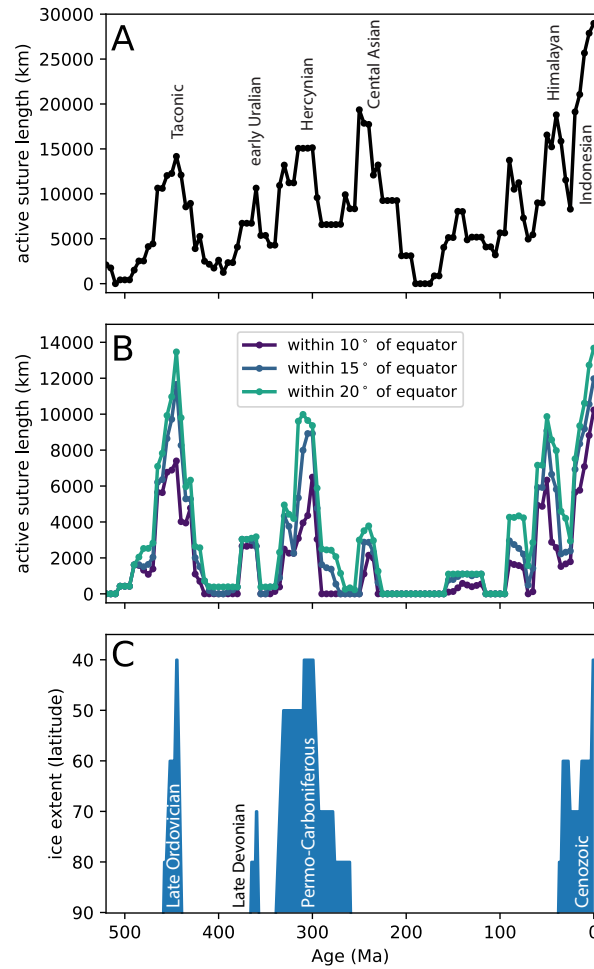 A
active suture length (km)
30000
25000
20000
15000
10000
5000
0
Taconic
early Uralian
Hercynian
Cental Asian
Himalayan
Indonesian
B
active suture length (km)
14000
12000
10000
8000
6000
4000
2000
0
within 10° of equator
within 15° of equator
within 20° of equator
C
ice extent (latitude)
40
50
60
70
80
90
Late Ordovician
Late Devonian
Permo-Carboniferous
Cenozoic
500 400 300 200 100 0
Age (Ma)